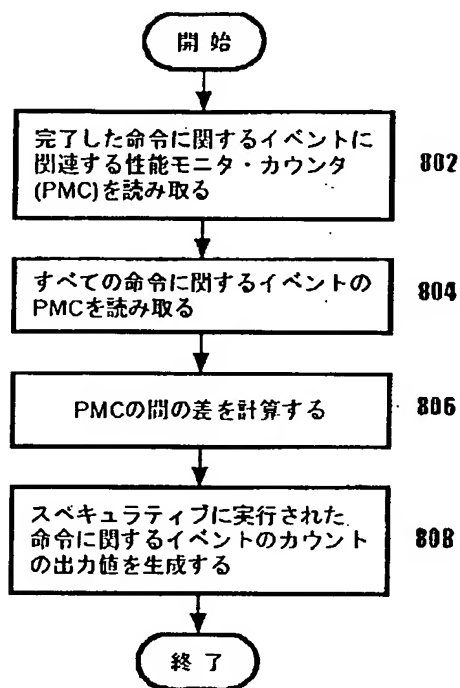 開始
完了した命令に関するイベントに
関連する性能モニタ・カウンタ
(PMC)を読み取る
802
すべての命令に関するイベントの
PMCを読み取る
804
PMCの間の差を計算する
806
スペキュラティブに実行された
命令に関するイベントのカウント
の出力値を生成する
808
終了